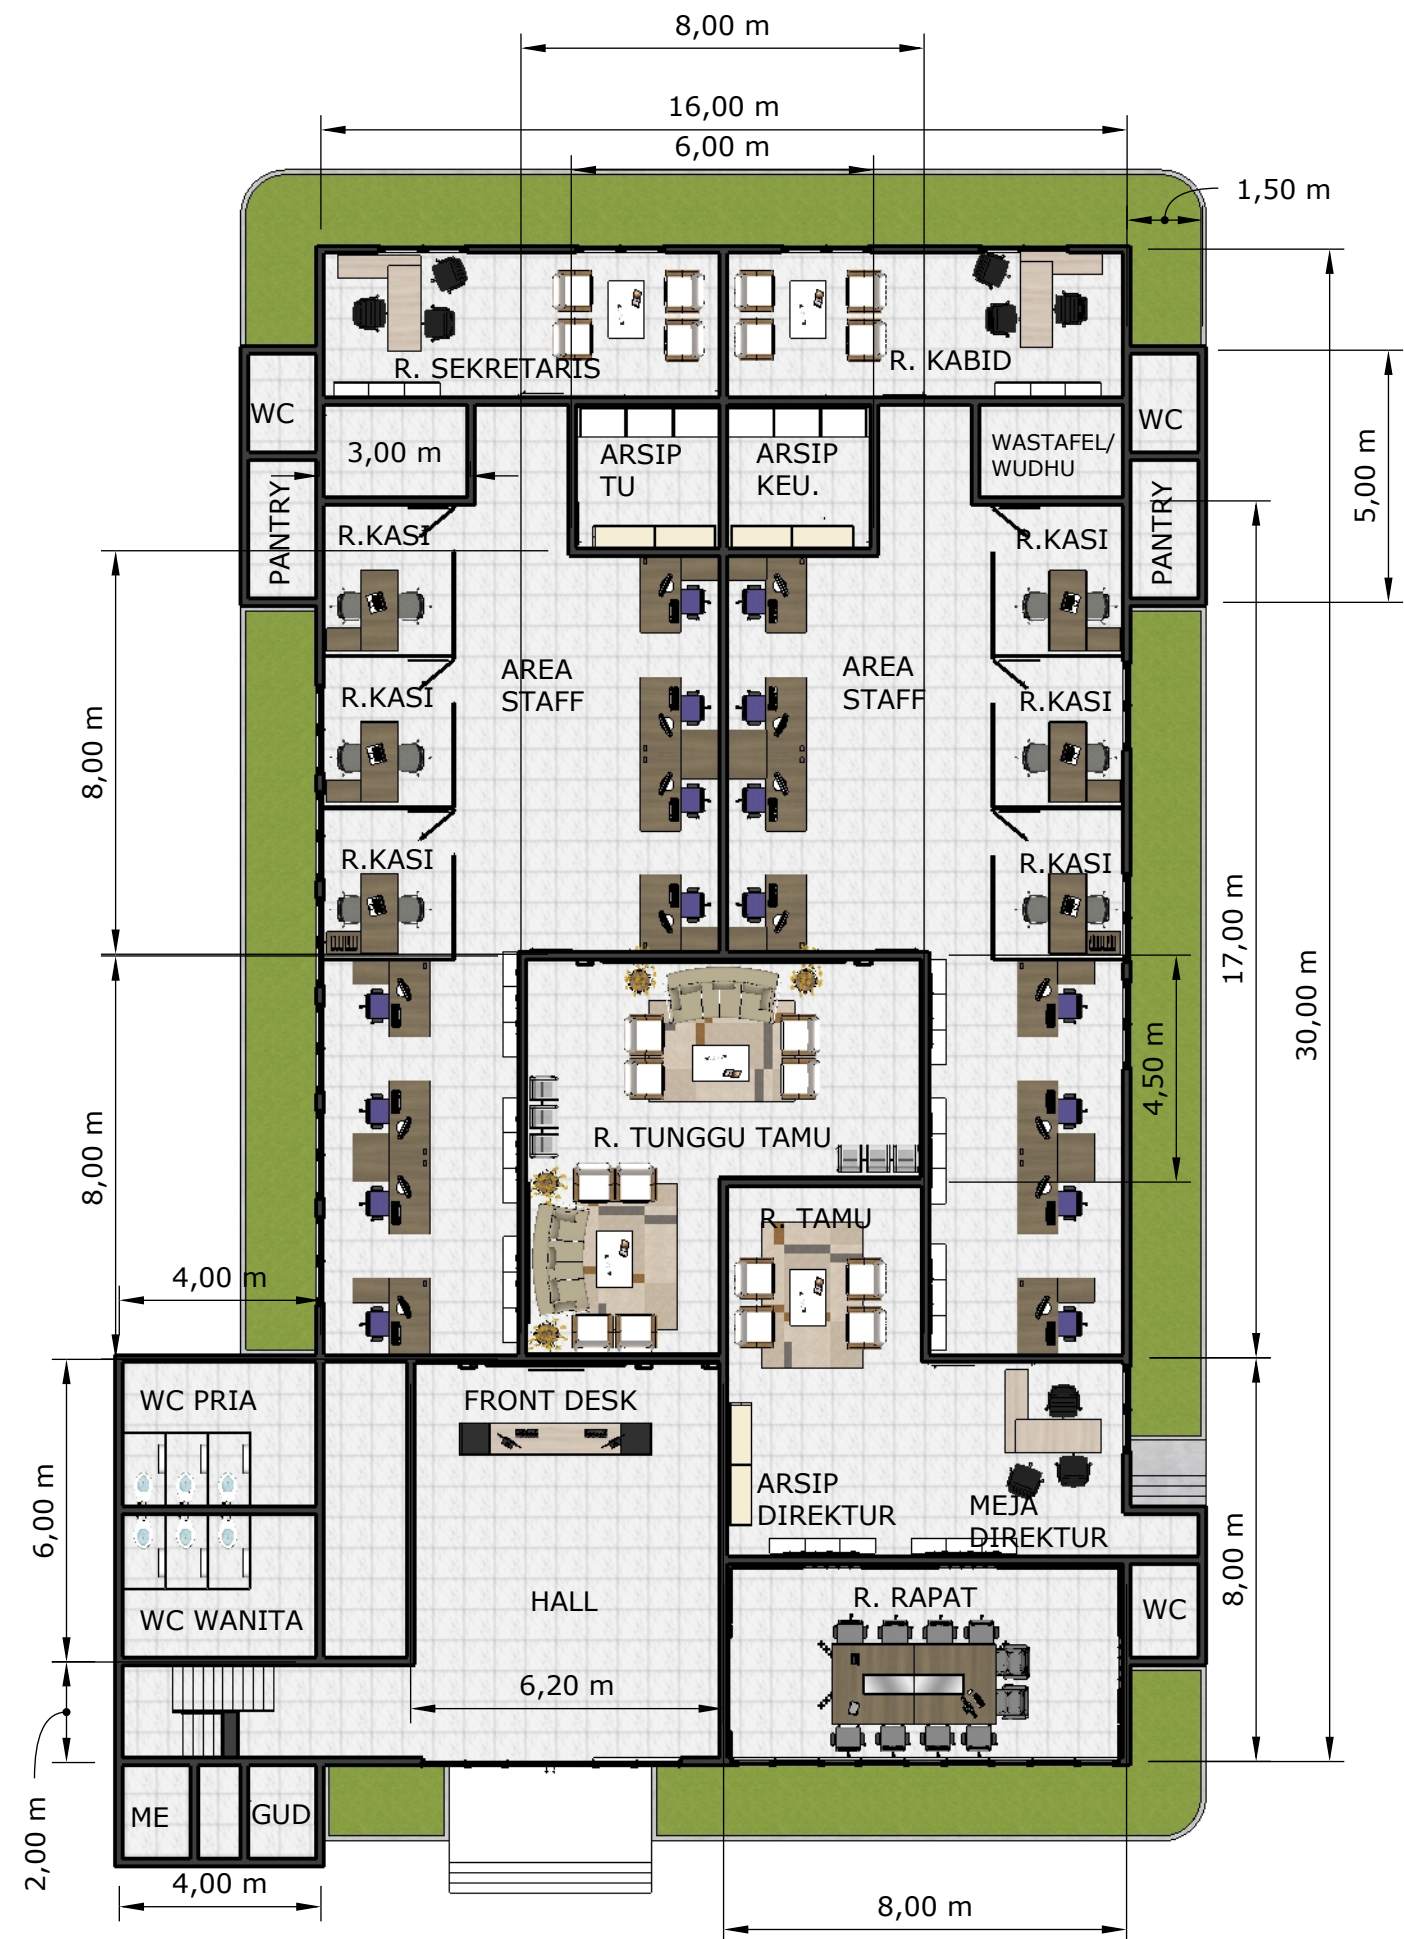 8,00 m
16,00 m
6,00 m
1,50 m
R. SEKRETARIS
R. KABID
WC
WC
3,00 m
ARSIP
TU
ARSIP
KEU.
WASTAFEL/
WUDHU
PANTRY
PANTRY
5,00 m
R.KASI
R.KASI
AREA
STAFF
AREA
STAFF
R.KASI
R.KASI
8,00 m
R.KASI
R.KASI
17,00 m
30,00 m
4,50 m
R. TUNGGU TAMU
8,00 m
R. TAMU
4,00 m
WC PRIA
FRONT DESK
ARSIP
DIREKTUR
MEJA
DIREKTUR
6,00 m
8,00 m
HALL
R. RAPAT
WC
WC WANITA
6,20 m
ME
GUD
2,00 m
4,00 m
8,00 m